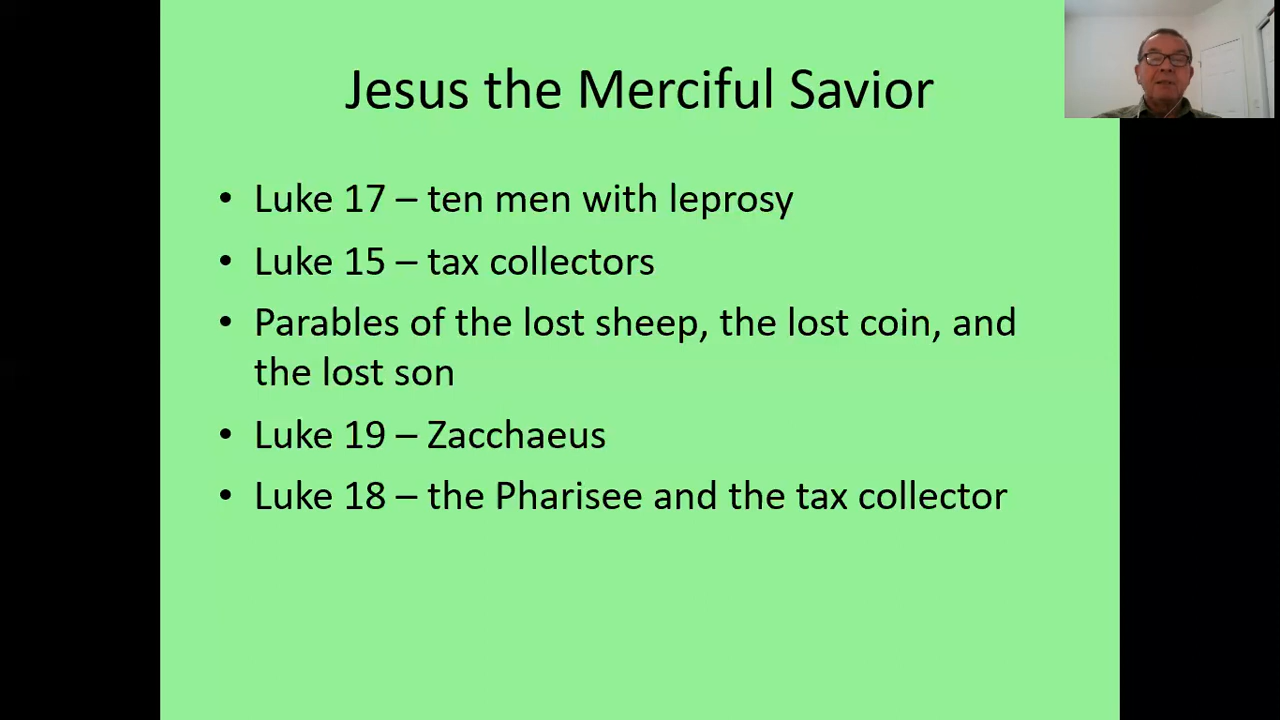 Jesus the Merciful Savior
• Luke 17 – ten men with leprosy
• Luke 15 – tax collectors
• Parables of the lost sheep, the lost coin, and
the lost son
• Luke 19 – Zacchaeus
• Luke 18 – the Pharisee and the tax collector